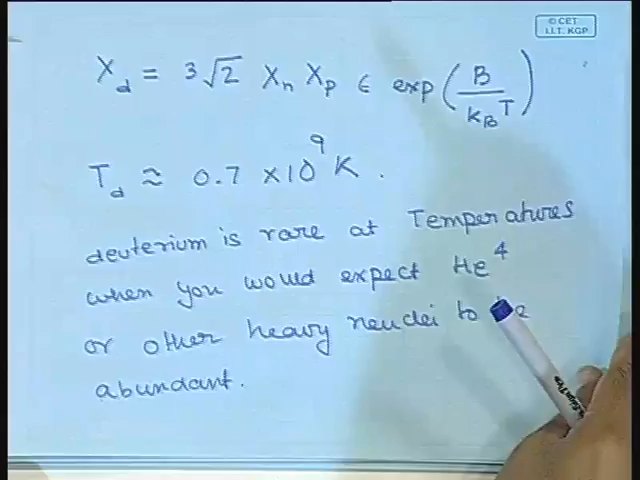 © CET
I.I.T. KGP
X_d = 3√2 X_n X_p ε exp(B / k_B T)
T_d ≈ 0.7 × 10^9 K.
deuterium is rare at Temperatures
when you would expect He^4
or other heavy neuclei to be
abundant.